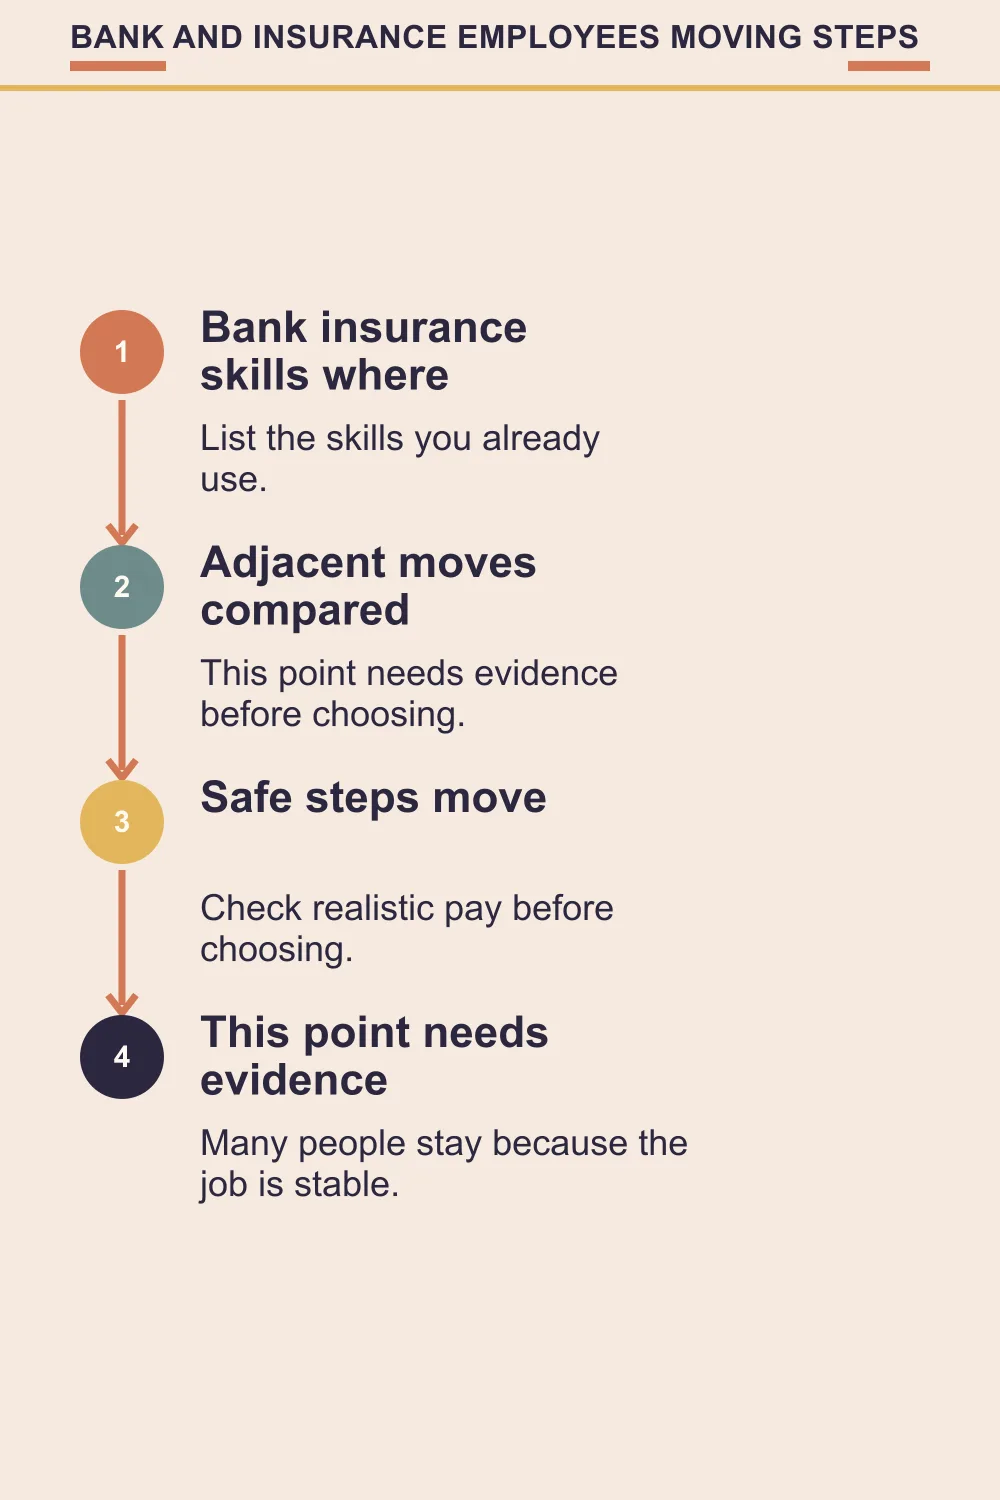 BANK AND INSURANCE EMPLOYEES MOVING STEPS
1
Bank insurance
skills where
List the skills you already
use.
2
Adjacent moves
compared
This point needs evidence
before choosing.
3
Safe steps move
Check realistic pay before
choosing.
4
This point needs
evidence
Many people stay because the
job is stable.